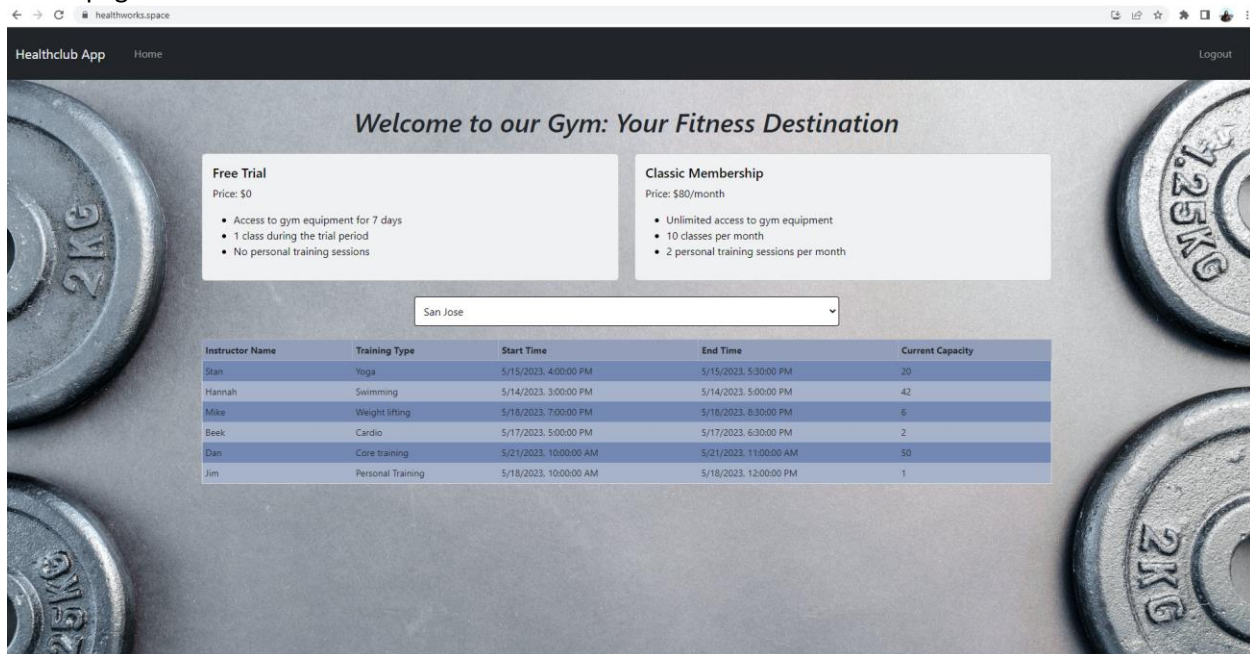 healthworks.space
Healthclub App Home Logout
Welcome to our Gym: Your Fitness Destination
Free Trial
Price: $0
Access to gym equipment for 7 days
1 class during the trial period
No personal training sessions
Classic Membership
Price: $80/month
Unlimited access to gym equipment
10 classes per month
2 personal training sessions per month
San Jose
Instructor Name Training Type Start Time End Time Current Capacity
Stan Yoga 5/15/2023, 4:00:00 PM 5/15/2023, 5:30:00 PM 20
Hannah Swimming 5/14/2023, 3:00:00 PM 5/14/2023, 5:00:00 PM 42
Mike Weight lifting 5/18/2023, 7:00:00 PM 5/18/2023, 8:30:00 PM 6
Beek Cardio 5/17/2023, 5:00:00 PM 5/17/2023, 6:30:00 PM 2
Dan Core training 5/21/2023, 10:00:00 AM 5/21/2023, 11:00:00 AM 50
Jim Personal Training 5/18/2023, 10:00:00 AM 5/18/2023, 12:00:00 PM 1
2KG
1.25KG
25KG
2KG